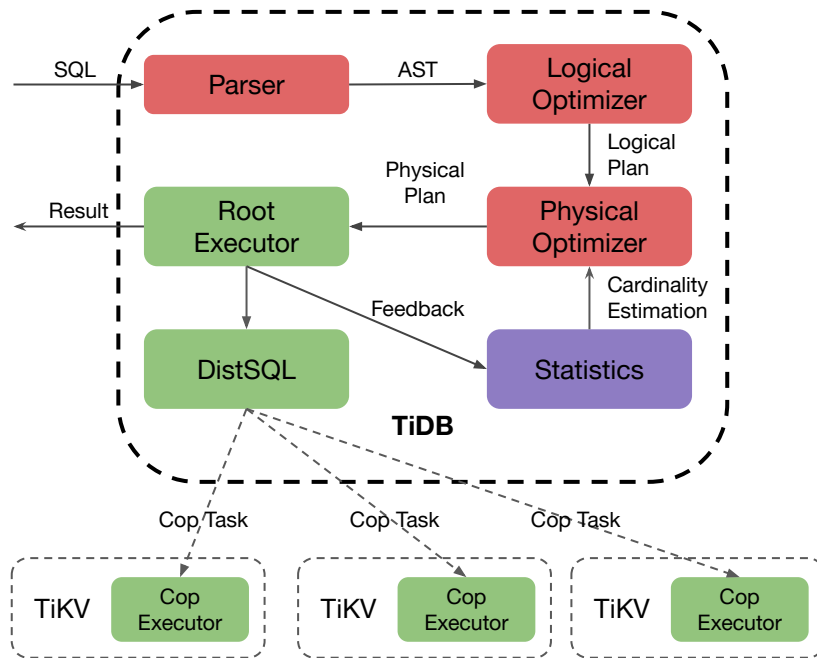 SQL
Parser
AST
Logical
Optimizer
Logical
Plan
Physical
Plan
Result
Root
Executor
Physical
Optimizer
Feedback
Cardinality
Estimation
DistSQL
Statistics
TiDB
Cop Task
Cop Task
Cop Task
TiKV
Cop
Executor
TiKV
Cop
Executor
TiKV
Cop
Executor